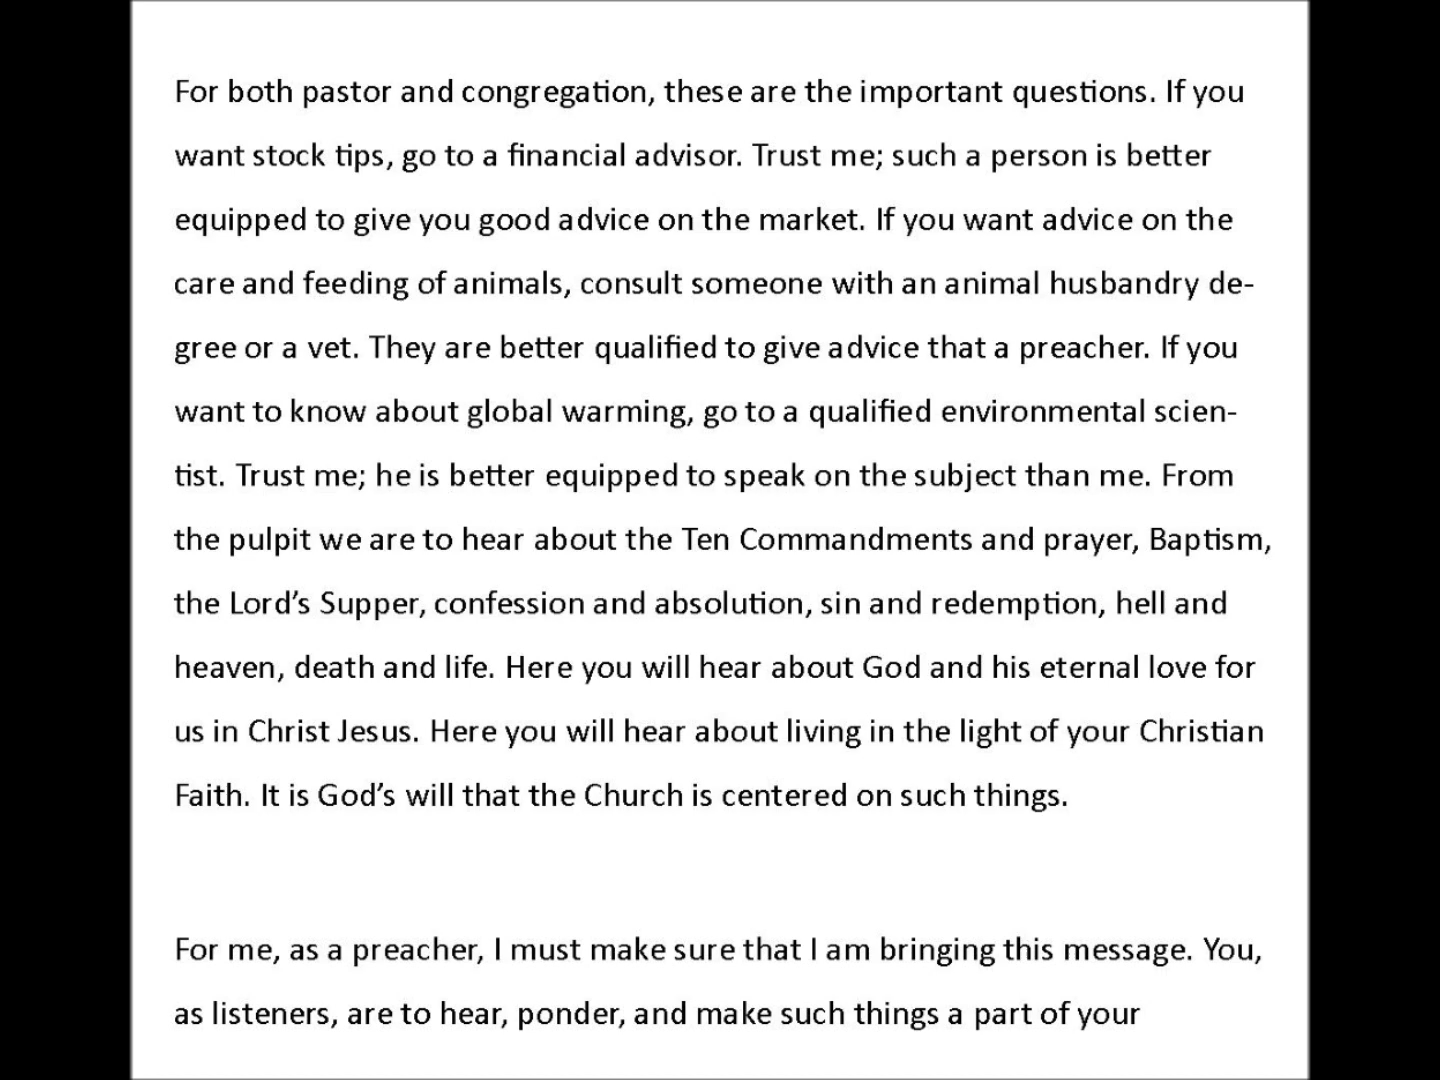 For both pastor and congregation, these are the important questions. If you
want stock tips, go to a financial advisor. Trust me; such a person is better
equipped to give you good advice on the market. If you want advice on the
care and feeding of animals, consult someone with an animal husbandry de-
gree or a vet. They are better qualified to give advice that a preacher. If you
want to know about global warming, go to a qualified environmental scien-
tist. Trust me; he is better equipped to speak on the subject than me. From
the pulpit we are to hear about the Ten Commandments and prayer, Baptism,
the Lord’s Supper, confession and absolution, sin and redemption, hell and
heaven, death and life. Here you will hear about God and his eternal love for
us in Christ Jesus. Here you will hear about living in the light of your Christian
Faith. It is God’s will that the Church is centered on such things.
For me, as a preacher, I must make sure that I am bringing this message. You,
as listeners, are to hear, ponder, and make such things a part of your